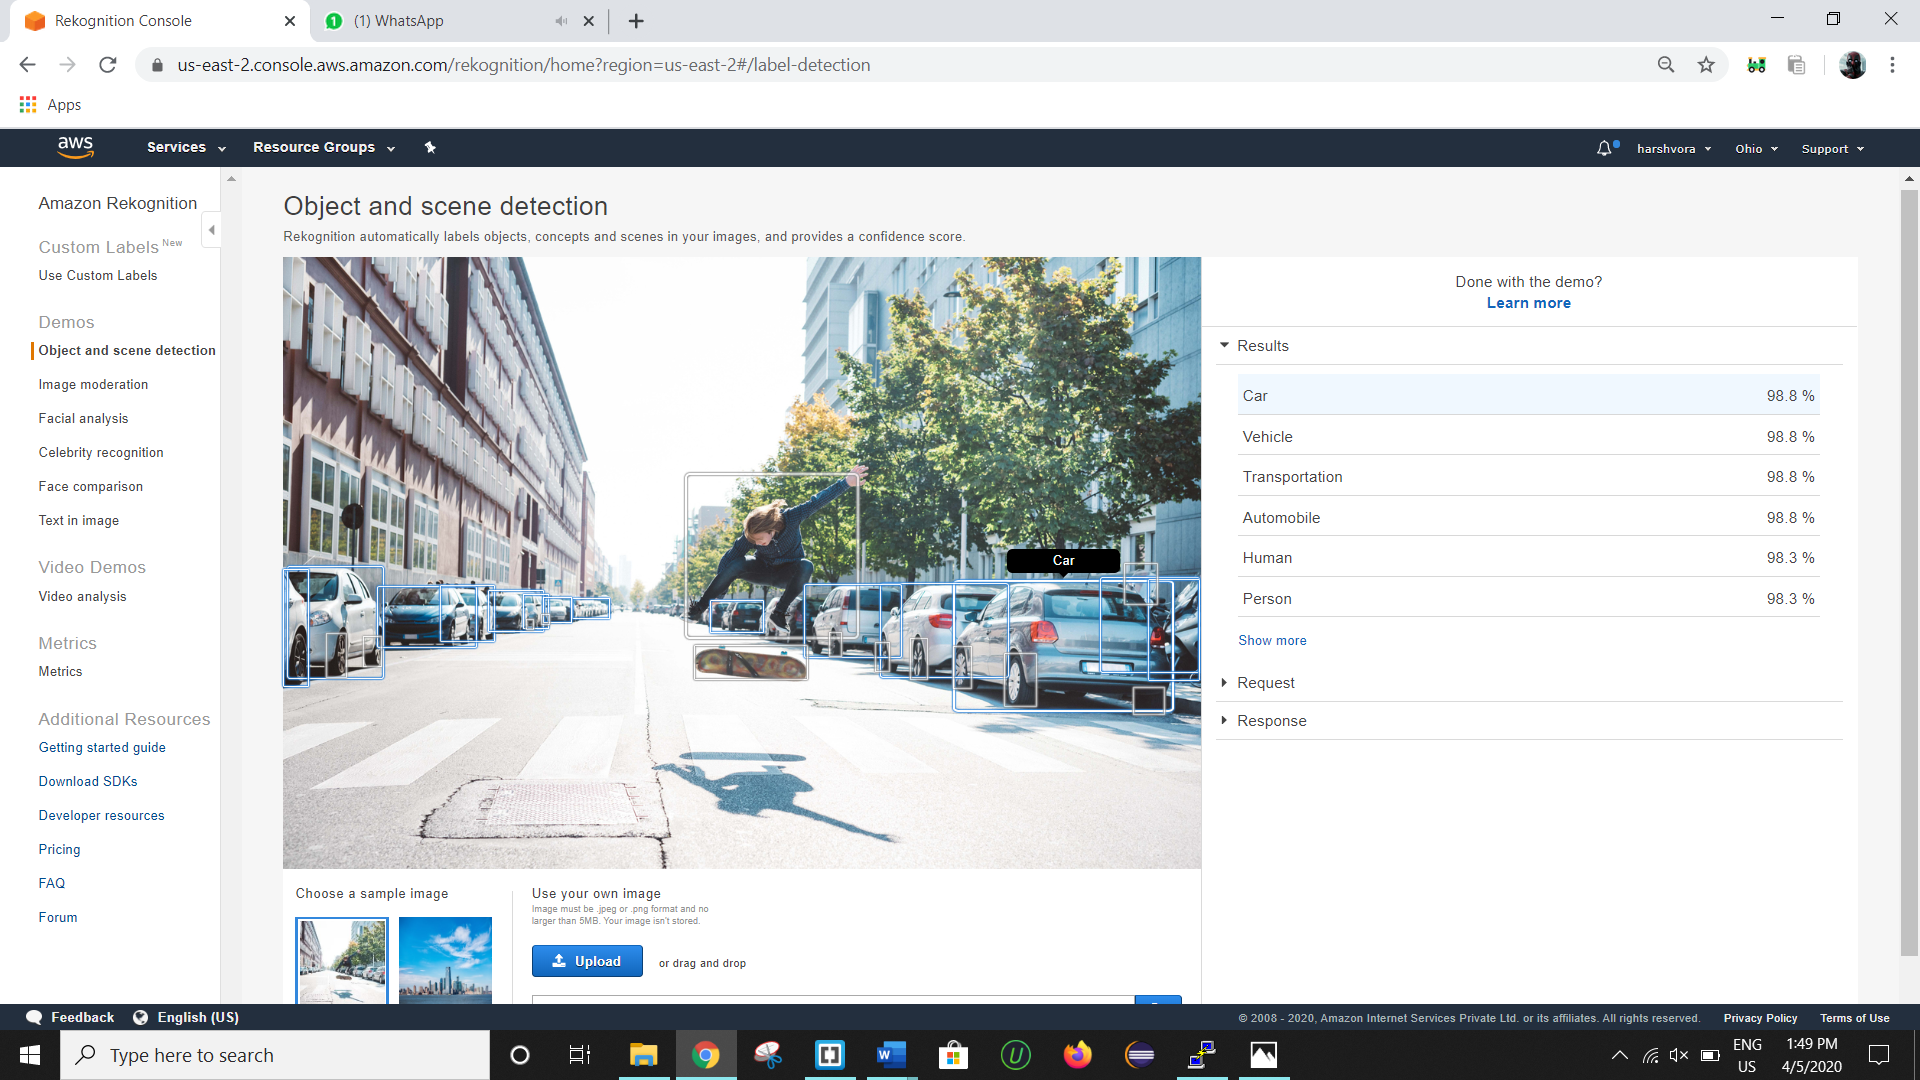 Rekognition Console
1
(1) WhatsApp
us-east-2.console.aws.amazon.com/rekognition/home?region=us-east-2#/label-detection
Apps
aws
Services
Resource Groups
harshvora
Ohio
Support
Amazon Rekognition
Custom Labels New
Use Custom Labels
Demos
Object and scene detection
Image moderation
Facial analysis
Celebrity recognition
Face comparison
Text in image
Video Demos
Video analysis
Metrics
Metrics
Additional Resources
Getting started guide
Download SDKs
Developer resources
Pricing
FAQ
Forum
Object and scene detection
Rekognition automatically labels objects, concepts and scenes in your images, and provides a confidence score.
Car
Choose a sample image
Use your own image
Image must be .jpeg or .png format and no
larger than 5MB. Your image isn't stored.
Upload
or drag and drop
Done with the demo?
Learn more
Results
Car 98.8 %
Vehicle 98.8 %
Transportation 98.8 %
Automobile 98.8 %
Human 98.3 %
Person 98.3 %
Show more
Request
Response
Feedback
English (US)
© 2008 - 2020, Amazon Internet Services Private Ltd. or its affiliates. All rights reserved.
Privacy Policy
Terms of Use
Type here to search
ENG
US
1:49 PM
4/5/2020